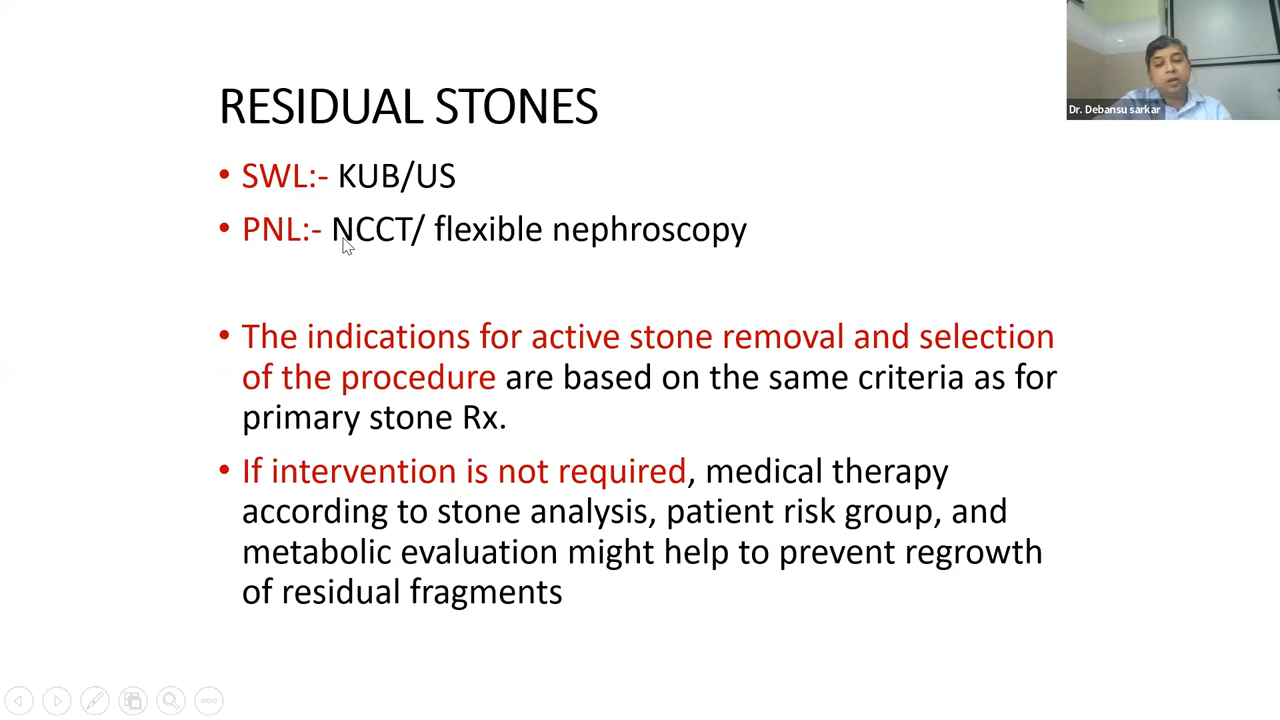 Dr. Debansu sarkar
RESIDUAL STONES
• SWL:- KUB/US
• PNL:- NCCT/ flexible nephroscopy
• The indications for active stone removal and selection
of the procedure are based on the same criteria as for
primary stone Rx.
• If intervention is not required, medical therapy
according to stone analysis, patient risk group, and
metabolic evaluation might help to prevent regrowth
of residual fragments